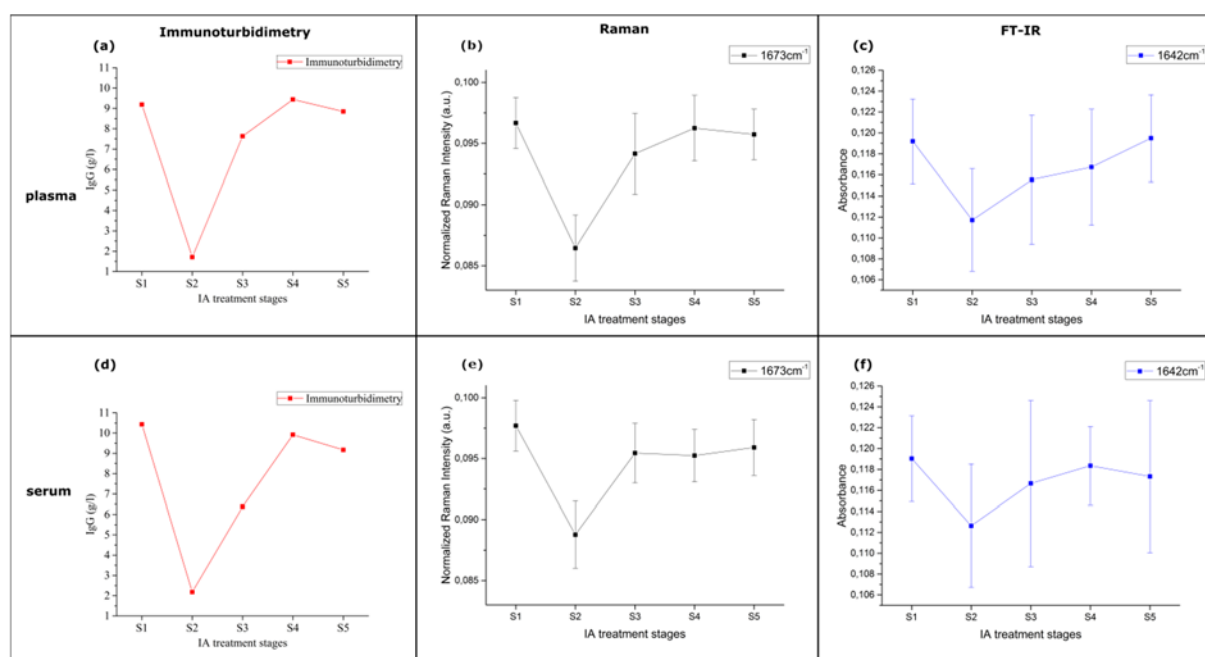 Immunoturbidimetry
Raman
FT-IR
plasma
(a)
Immunoturbidimetry
IgG (g/l)
11
10
9
8
7
6
5
4
3
2
1
S1 S2 S3 S4 S5
IA treatment stages
(b)
1673cm⁻¹
Normalized Raman Intensity (a.u.)
0,100
0,095
0,090
0,085
S1 S2 S3 S4 S5
IA treatment stages
(c)
1642cm⁻¹
Absorbance
0,126
0,124
0,122
0,120
0,118
0,116
0,114
0,112
0,110
0,108
0,106
S1 S2 S3 S4 S5
IA treatment stages
serum
(d)
Immunoturbidimetry
IgG (g/l)
11
10
9
8
7
6
5
4
3
2
1
S1 S2 S3 S4 S5
IA treatment stages
(e)
1673cm⁻¹
Normalized Raman Intensity (a.u.)
0,100
0,095
0,090
0,085
S1 S2 S3 S4 S5
IA treatment stages
(f)
1642cm⁻¹
Absorbance
0,126
0,124
0,122
0,120
0,118
0,116
0,114
0,112
0,110
0,108
0,106
S1 S2 S3 S4 S5
IA treatment stages